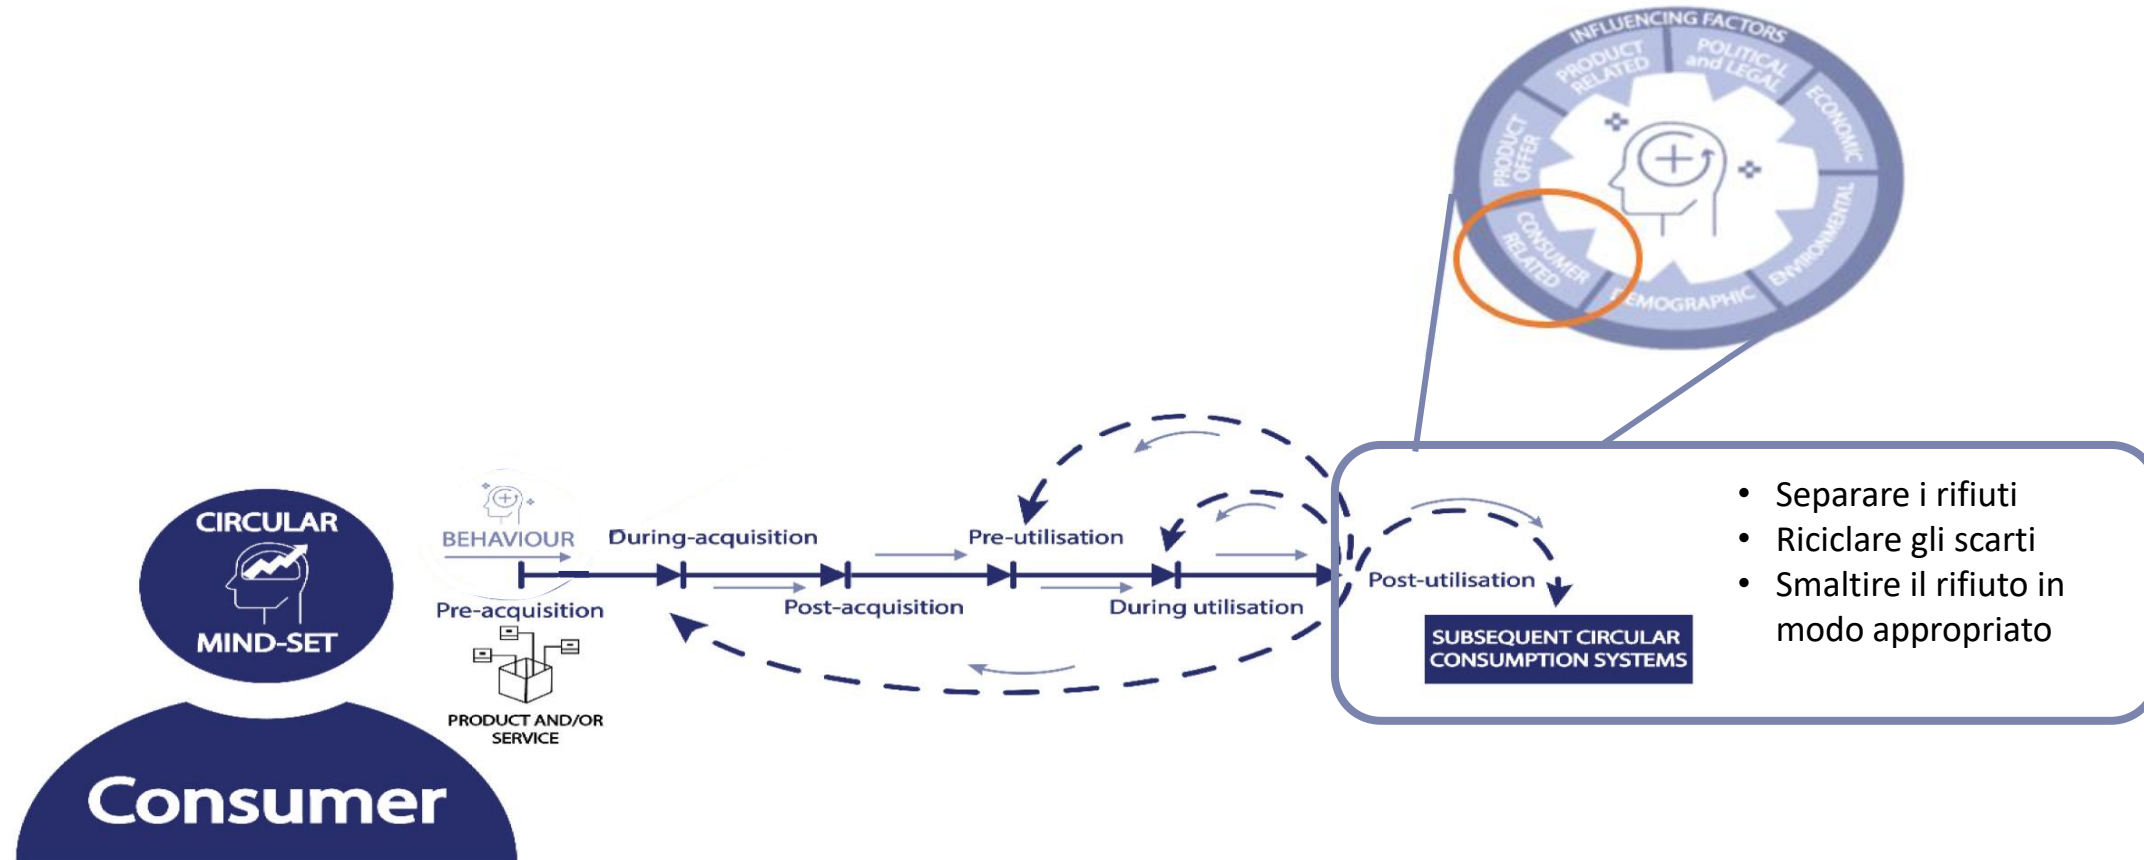 INFLUENCING FACTORS
PRODUCT
RELATED
POLITICAL
and LEGAL
ECONOMIC
ENVIRONMENTAL
DEMOGRAPHIC
CONSUMER
RELATED
PRODUCT
OFFER
CIRCULAR
MIND-SET
Consumer
BEHAVIOUR
Pre-acquisition
PRODUCT AND/OR
SERVICE
During-acquisition
Post-acquisition
Pre-utilisation
During utilisation
Post-utilisation
SUBSEQUENT CIRCULAR
CONSUMPTION SYSTEMS
• Separare i rifiuti
• Riciclare gli scarti
• Smaltire il rifiuto in
modo appropriato